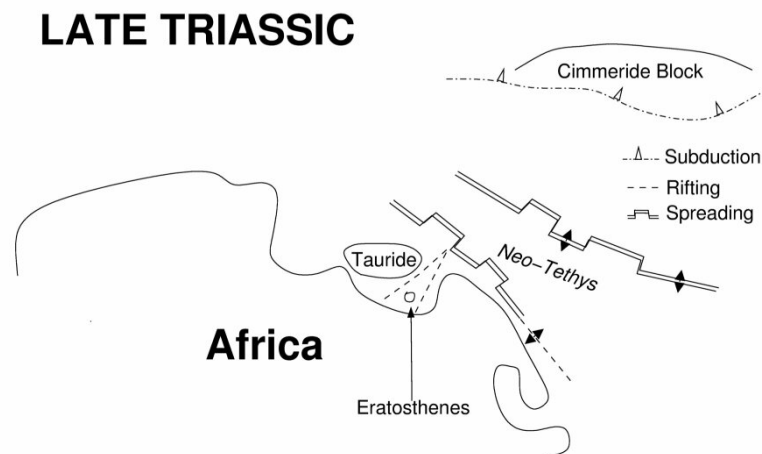 LATE TRIASSIC
Cimmeride Block
Subduction
Rifting
Spreading
Tauride
Neo–Tethys
Africa
Eratosthenes